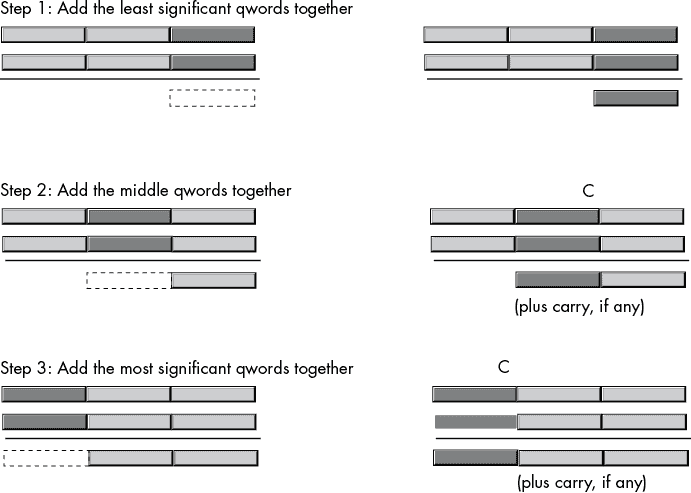 Step 1: Add the least significant qwords together
Step 2: Add the middle qwords together
C
(plus carry, if any)
Step 3: Add the most significant qwords together
C
(plus carry, if any)